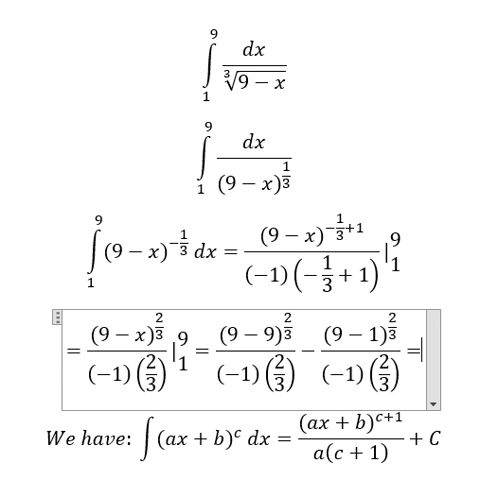 ∫₁⁹ dx / ∛(9 − x)
∫₁⁹ dx / (9 − x)^(1/3)
∫₁⁹ (9 − x)^(−1/3) dx = (9 − x)^(−1/3+1) / ((−1)(−1/3 + 1)) |₁⁹
= (9 − x)^(2/3) / ((−1)(2/3)) |₁⁹ = (9 − 9)^(2/3) / ((−1)(2/3)) − (9 − 1)^(2/3) / ((−1)(2/3)) =
We have: ∫(ax + b)^c dx = (ax + b)^(c+1) / (a(c + 1)) + C